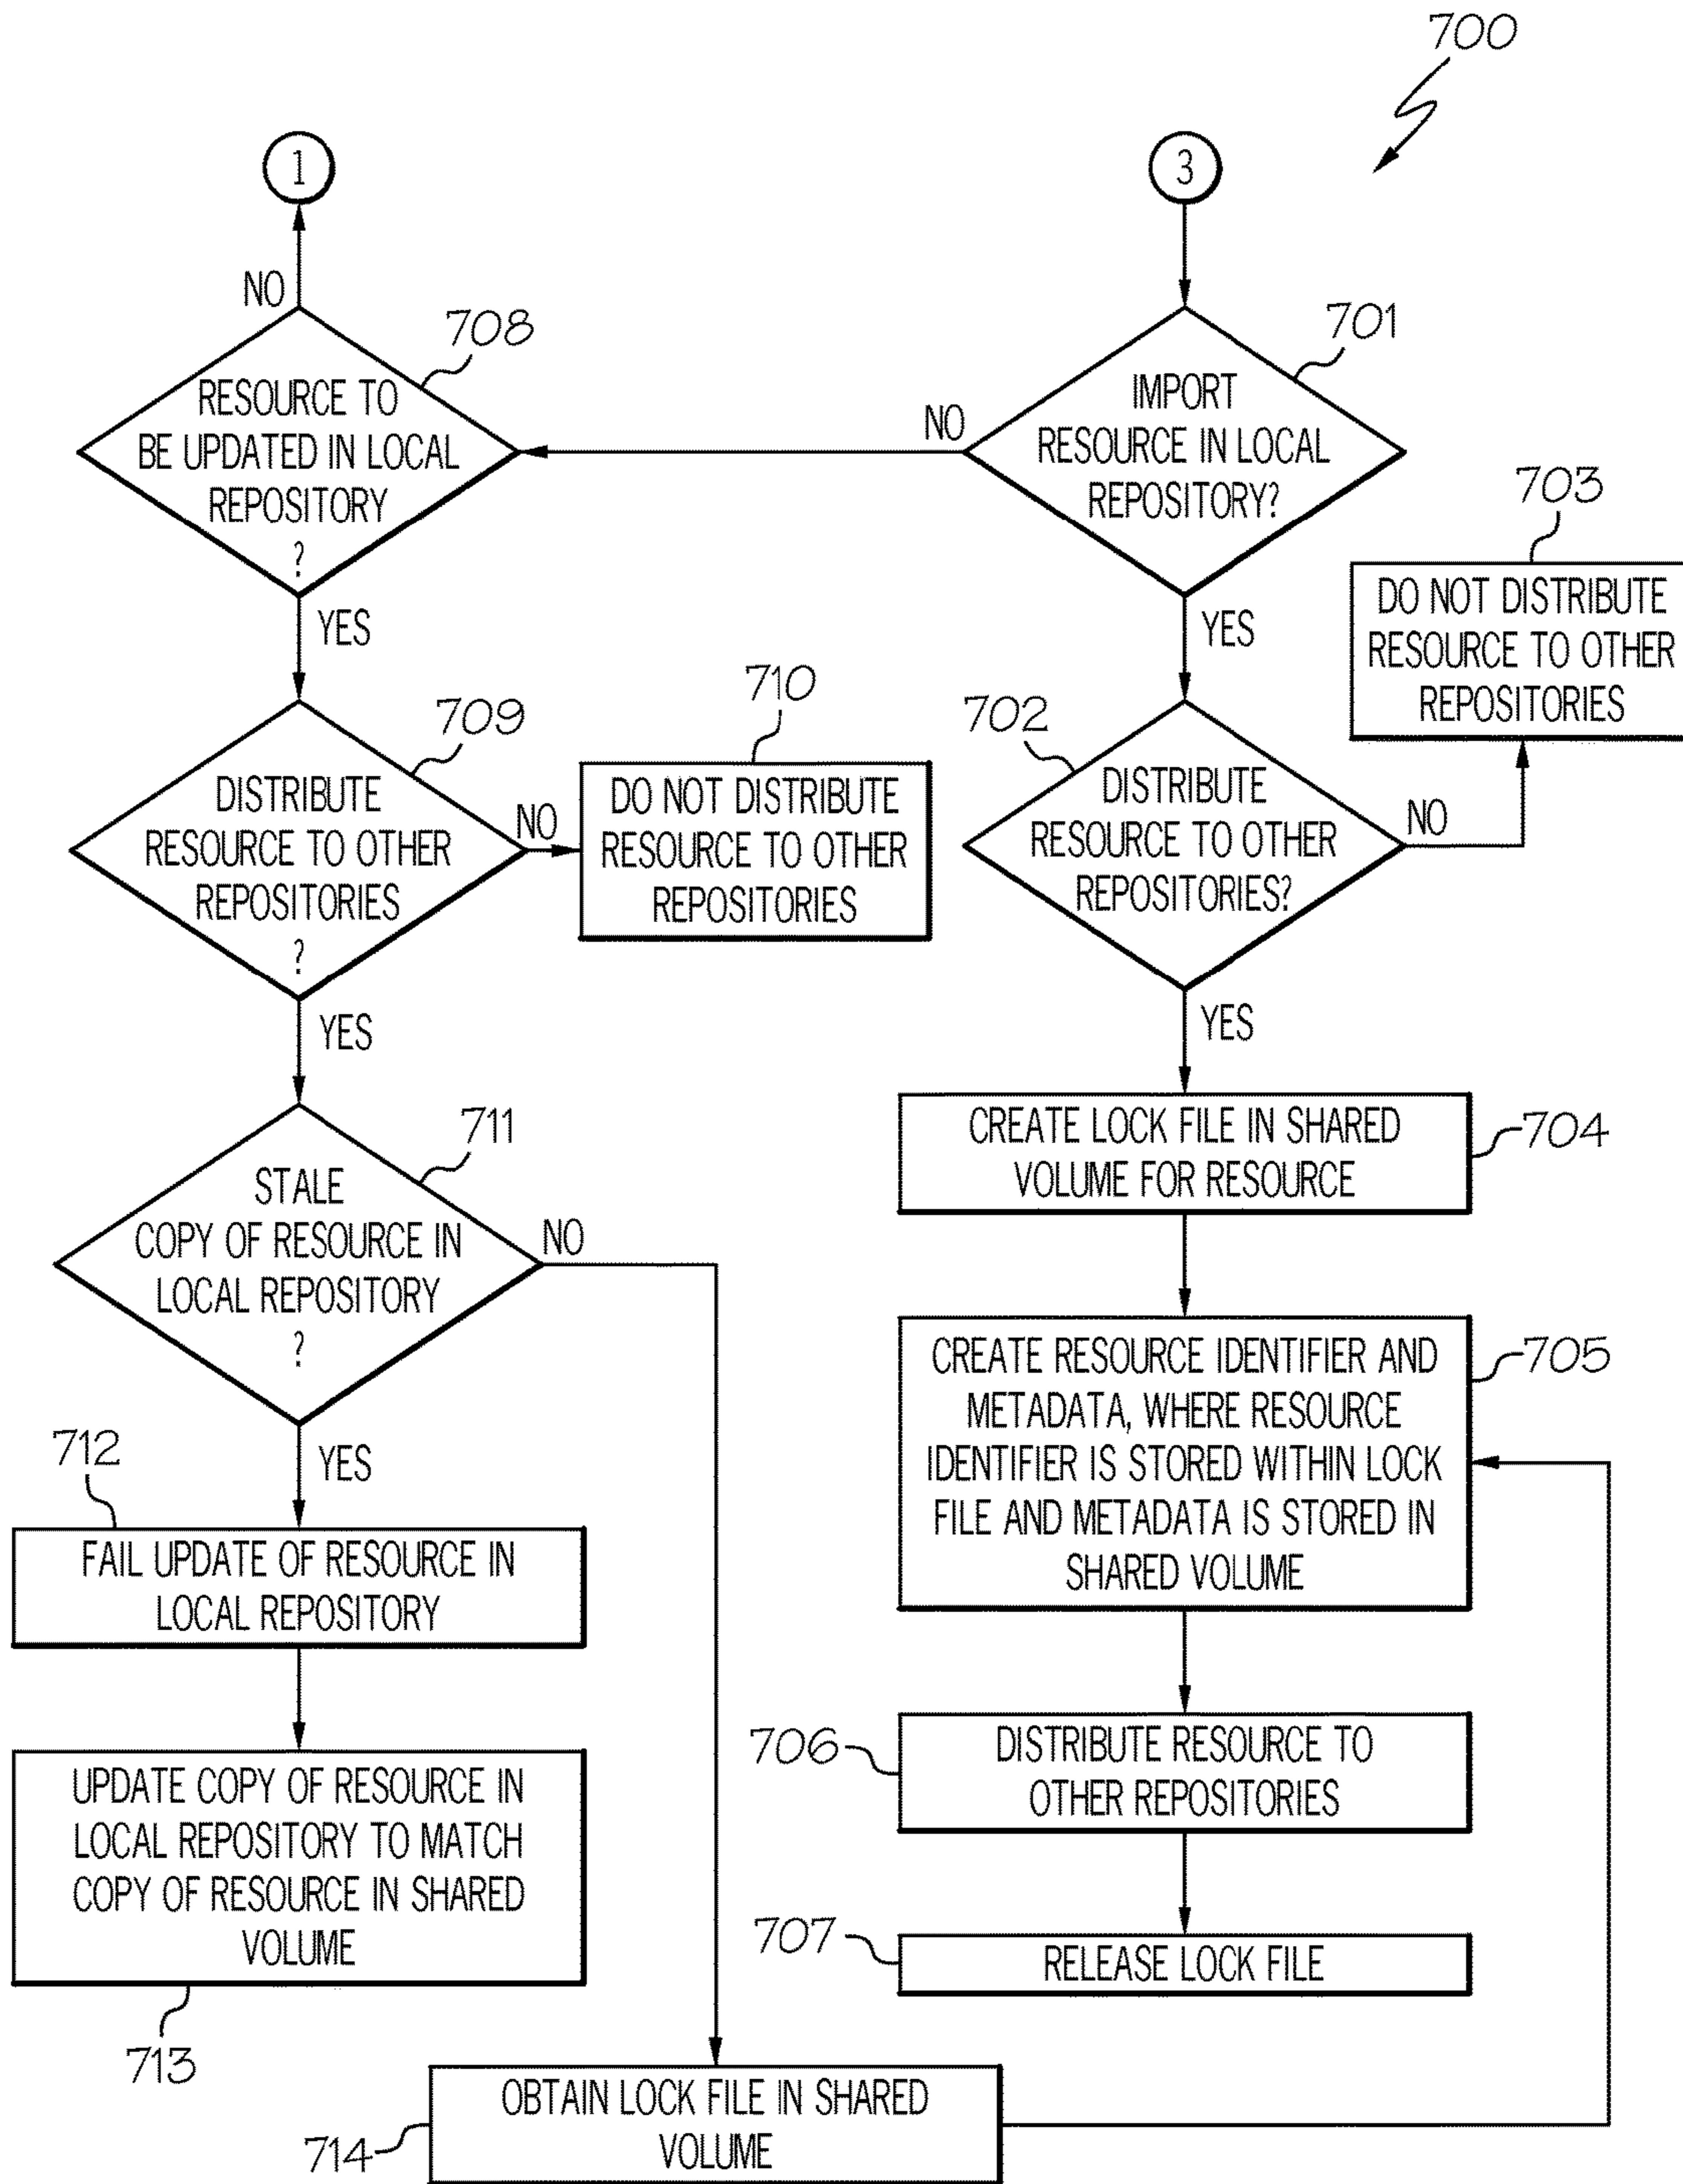 700
1
3
NO
708
RESOURCE TO
BE UPDATED IN LOCAL
REPOSITORY
?
YES
NO
701
IMPORT
RESOURCE IN LOCAL
REPOSITORY?
YES
703
DO NOT DISTRIBUTE
RESOURCE TO OTHER
REPOSITORIES
709
DISTRIBUTE
RESOURCE TO OTHER
REPOSITORIES
?
NO
YES
710
DO NOT DISTRIBUTE
RESOURCE TO OTHER
REPOSITORIES
702
DISTRIBUTE
RESOURCE TO OTHER
REPOSITORIES?
NO
YES
711
STALE
COPY OF RESOURCE IN
LOCAL REPOSITORY
?
NO
YES
CREATE LOCK FILE IN SHARED
VOLUME FOR RESOURCE
704
CREATE RESOURCE IDENTIFIER AND
METADATA, WHERE RESOURCE
IDENTIFIER IS STORED WITHIN LOCK
FILE AND METADATA IS STORED IN
SHARED VOLUME
705
712
FAIL UPDATE OF RESOURCE IN
LOCAL REPOSITORY
706
DISTRIBUTE RESOURCE TO
OTHER REPOSITORIES
UPDATE COPY OF RESOURCE IN
LOCAL REPOSITORY TO MATCH
COPY OF RESOURCE IN SHARED
VOLUME
713
707
RELEASE LOCK FILE
OBTAIN LOCK FILE IN SHARED
VOLUME
714